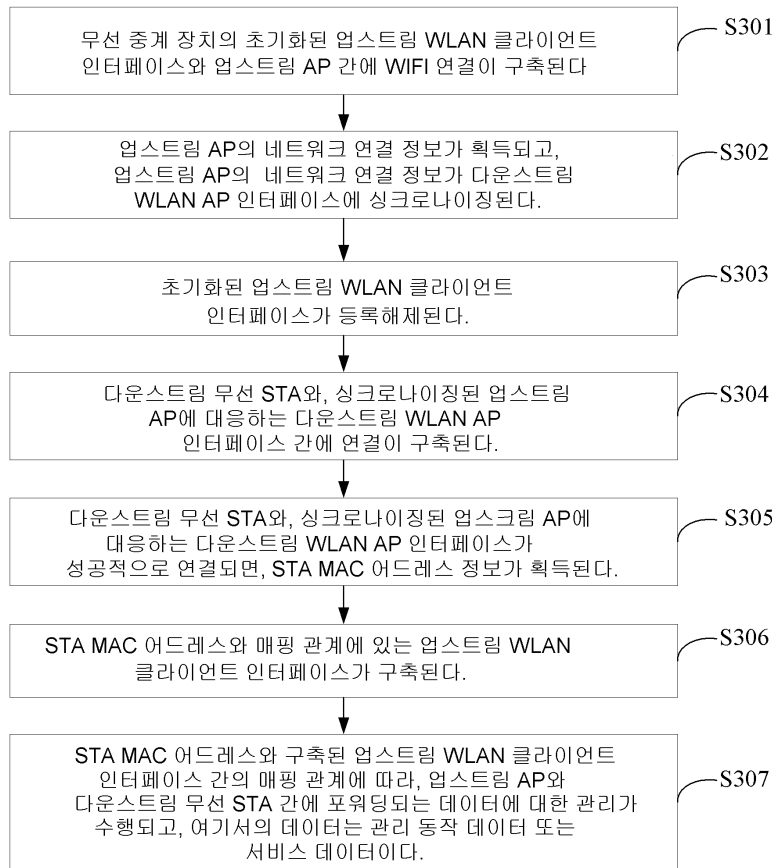 무선 중계 장치의 초기화된 업스트림 WLAN 클라이언트
인터페이스와 업스트림 AP 간에 WIFI 연결이 구축된다
S301
업스트림 AP의 네트워크 연결 정보가 획득되고,
업스트림 AP의 네트워크 연결 정보가 다운스트림
WLAN AP 인터페이스에 싱크로나이징된다.
S302
초기화된 업스트림 WLAN 클라이언트
인터페이스가 등록해제된다.
S303
다운스트림 무선 STA와, 싱크로나이징된 업스트림
AP에 대응하는 다운스트림 WLAN AP
인터페이스 간에 연결이 구축된다.
S304
다운스트림 무선 STA와, 싱크로나이징된 업스크림 AP에
대응하는 다운스트림 WLAN AP 인터페이스가
성공적으로 연결되면, STA MAC 어드레스 정보가 획득된다.
S305
STA MAC 어드레스와 매핑 관계에 있는 업스트림 WLAN
클라이언트 인터페이스가 구축된다.
S306
STA MAC 어드레스와 구축된 업스트림 WLAN 클라이언트
인터페이스 간의 매핑 관계에 따라, 업스트림 AP와
다운스트림 무선 STA 간에 포워딩되는 데이터에 대한 관리가
수행되고, 여기서의 데이터는 관리 동작 데이터 또는
서비스 데이터이다.
S307